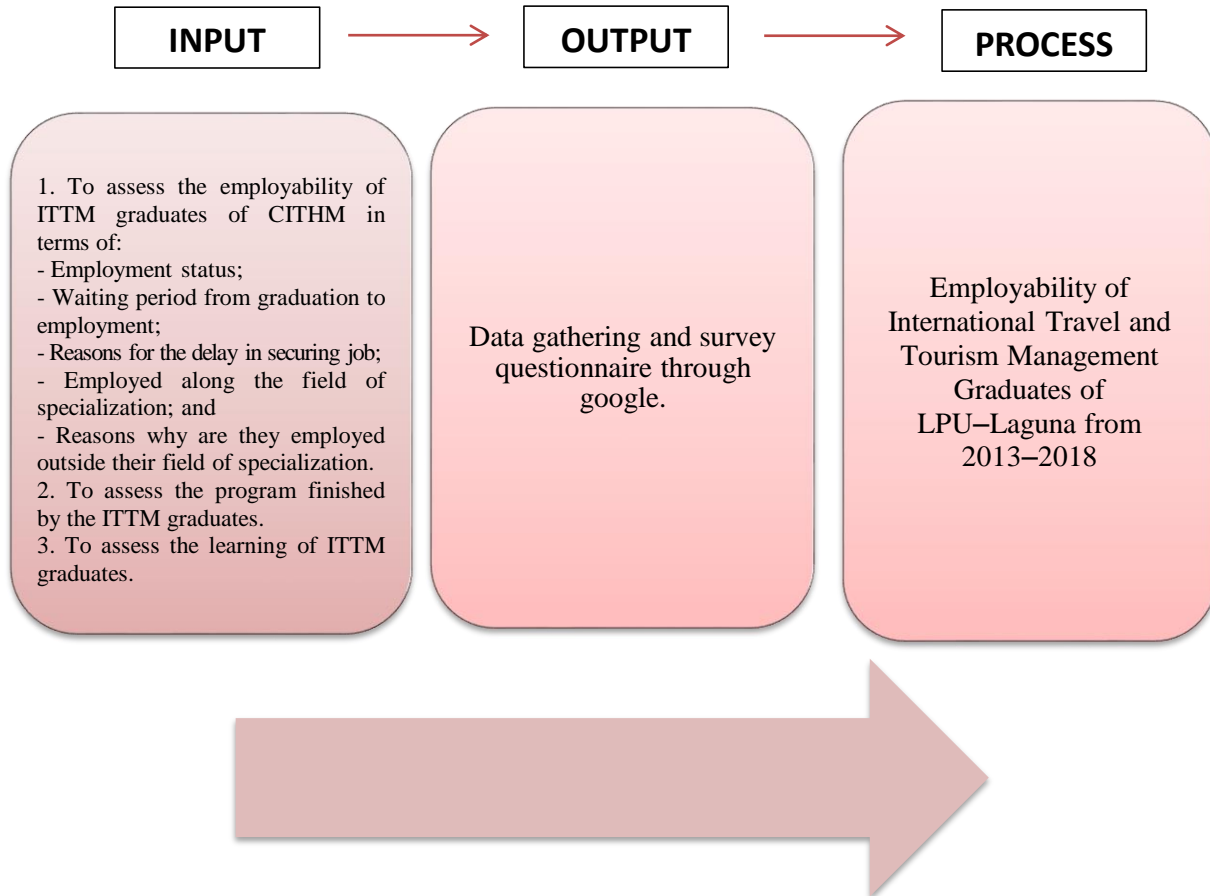 INPUT
OUTPUT
PROCESS
1. To assess the employability of
ITTM graduates of CITHM in
terms of:
- Employment status;
- Waiting period from graduation to
employment;
- Reasons for the delay in securing job;
- Employed along the field of
specialization; and
- Reasons why are they employed
outside their field of specialization.
2. To assess the program finished
by the ITTM graduates.
3. To assess the learning of ITTM
graduates.
Data gathering and survey
questionnaire through
google.
Employability of
International Travel and
Tourism Management
Graduates of
LPU–Laguna from
2013–2018